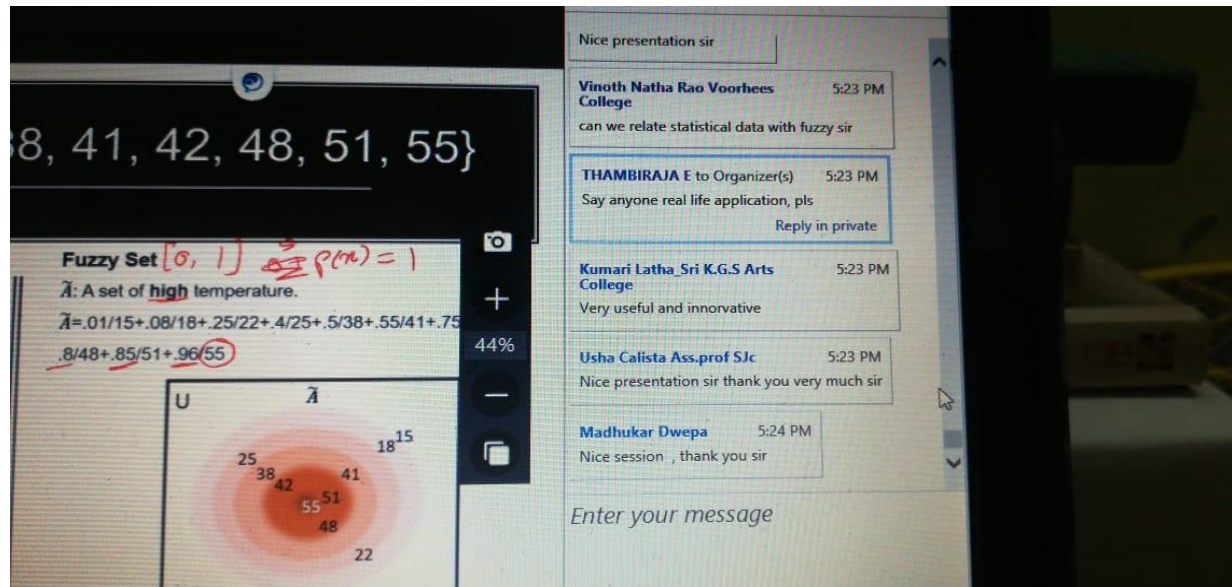 8, 41, 42, 48, 51, 55}
Fuzzy Set [0, 1] P(x) = 1
Ã: A set of high temperature.
Ã=.01/15+.08/18+.25/22+.4/25+.5/38+.55/41+.75
.8/48+.85/51+.96/55
U
Ã
15
18
25
38
41
42
51
55
48
22
44%
Nice presentation sir
Vinoth Natha Rao Voorhees 5:23 PM
College
can we relate statistical data with fuzzy sir
THAMBIRAJA E to Organizer(s) 5:23 PM
Say anyone real life application, pls
Reply in private
Kumari Latha_Sri K.G.S Arts 5:23 PM
College
Very useful and innorvative
Usha Calista Ass.prof SJc 5:23 PM
Nice presentation sir thank you very much sir
Madhukar Dwepa 5:24 PM
Nice session , thank you sir
Enter your message